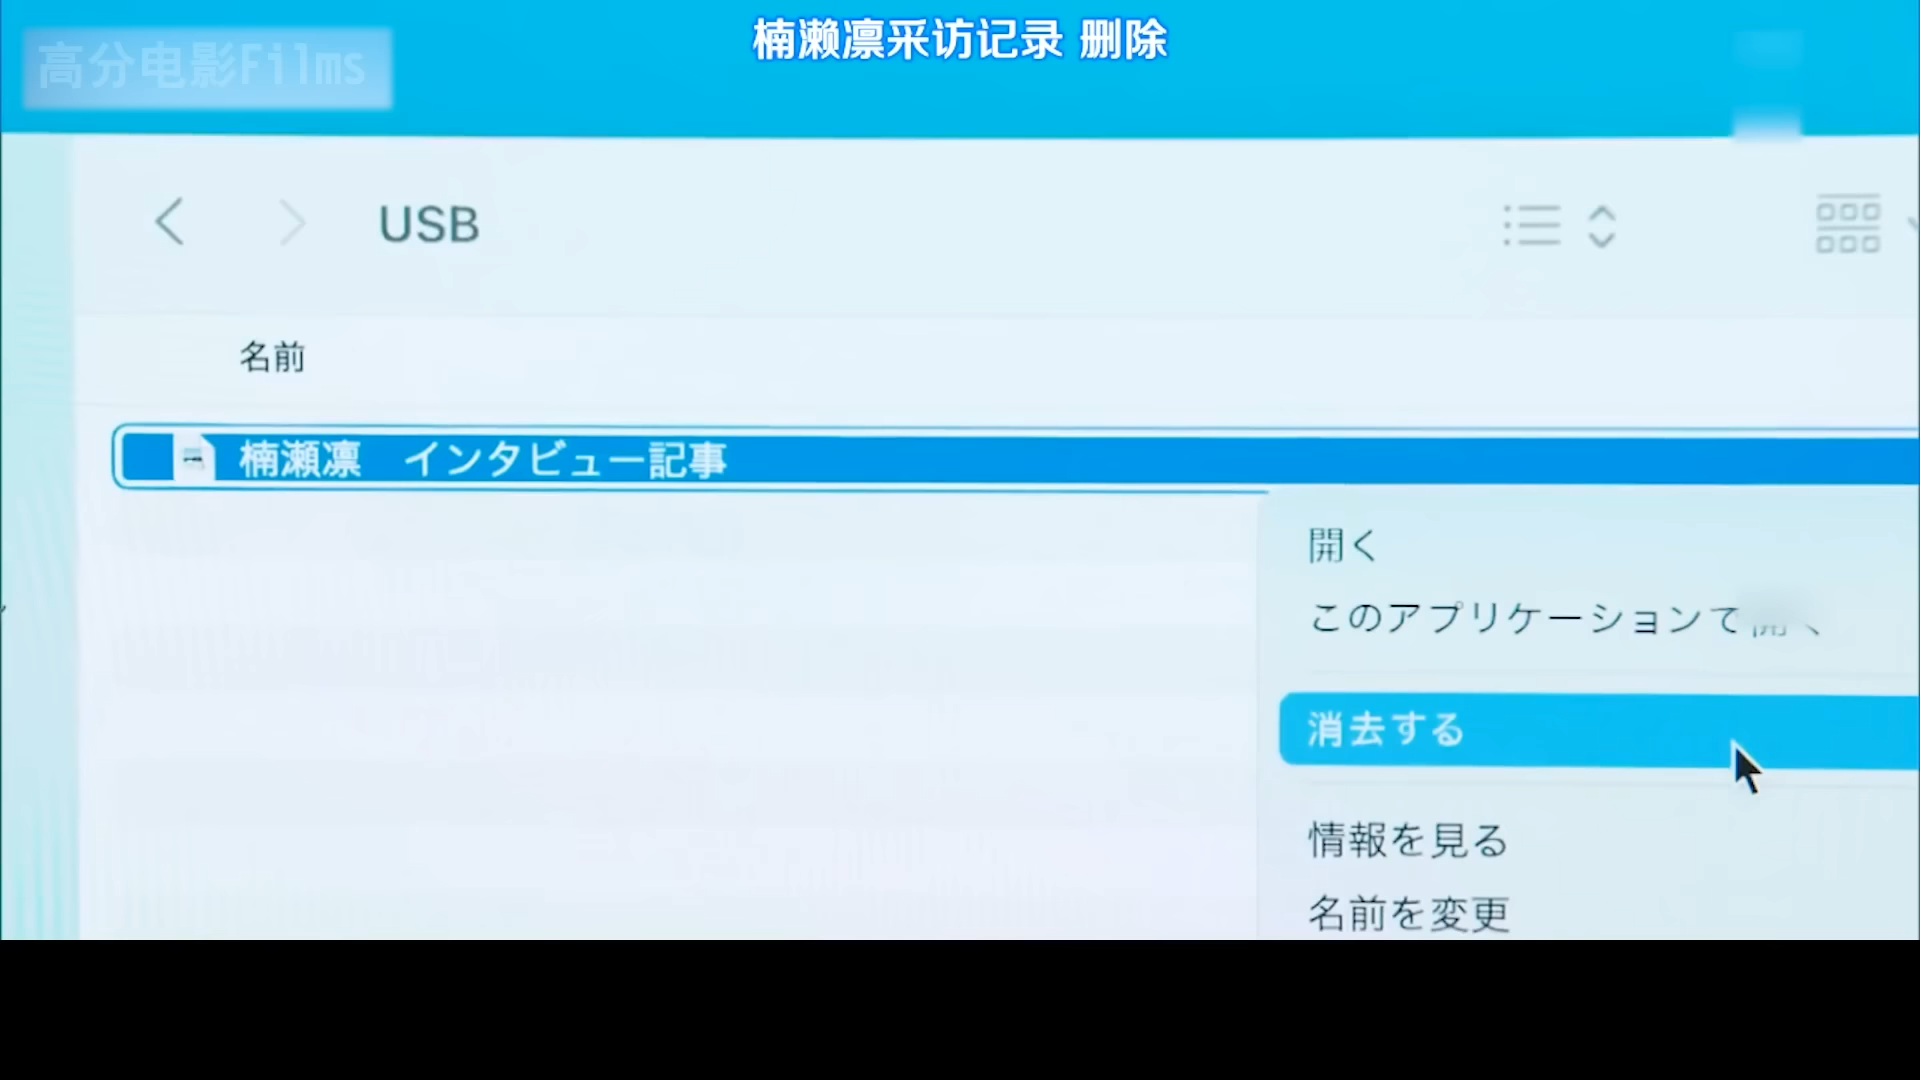 楠濑凛采访记录 删除
高分电影Films
USB
名前
楠瀬凛 インタビュー記事
開く
このアプリケーションで開く
消去する
情報を見る
名前を変更